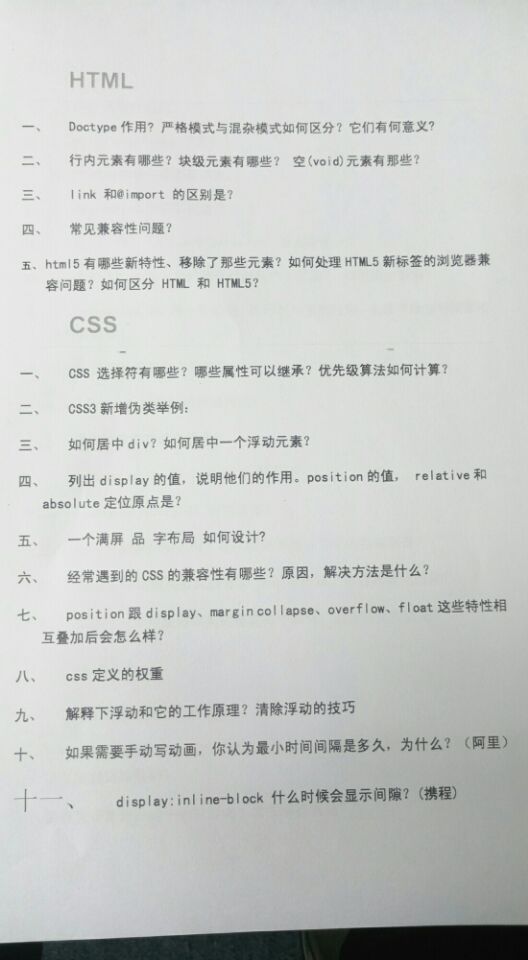 HTML
一、 Doctype 作用? 严格模式与混杂模式如何区分? 它们有何意义?
二、 行内元素有哪些? 块级元素有哪些? 空(void)元素有那些?
三、 link 和@import 的区别是?
四、 常见兼容性问题?
五、html5 有哪些新特性、移除了那些元素? 如何处理 HTML5 新标签的浏览器兼
容问题? 如何区分 HTML 和 HTML5?
CSS
一、 CSS 选择符有哪些? 哪些属性可以继承? 优先级算法如何计算?
二、 CSS3 新增伪类举例:
三、 如何居中 div? 如何居中一个浮动元素?
四、 列出 display 的值, 说明他们的作用。position 的值, relative 和
absolute 定位原点是?
五、 一个满屏 品 字布局 如何设计?
六、 经常遇到的 CSS 的兼容性有哪些? 原因, 解决方法是什么?
七、 position 跟 display、margin collapse、overflow、float 这些特性相
互叠加后会怎么样?
八、 css 定义的权重
九、 解释下浮动和它的工作原理? 清除浮动的技巧
十、 如果需要手动写动画, 你认为最小时间间隔是多久, 为什么? (阿里)
十一、 display:inline-block 什么时候会显示间隙? (携程)